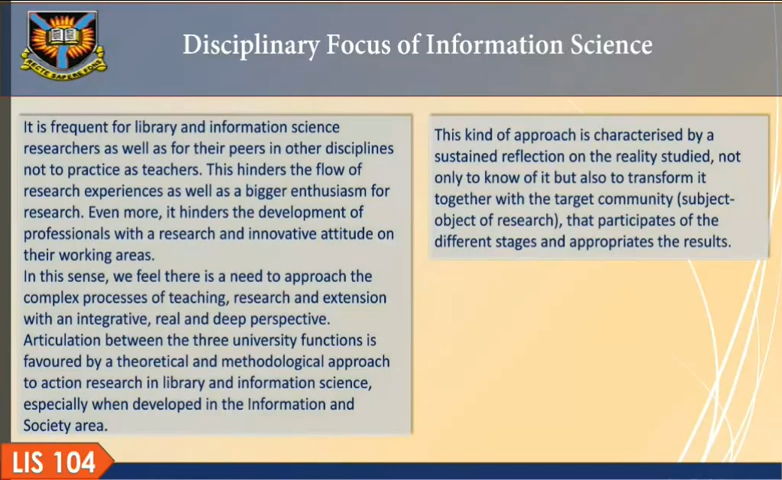 Disciplinary Focus of Information Science
It is frequent for library and information science
researchers as well as for their peers in other disciplines
not to practice as teachers. This hinders the flow of
research experiences as well as a bigger enthusiasm for
research. Even more, it hinders the development of
professionals with a research and innovative attitude on
their working areas.
In this sense, we feel there is a need to approach the
complex processes of teaching, research and extension
with an integrative, real and deep perspective.
Articulation between the three university functions is
favoured by a theoretical and methodological approach
to action research in library and information science,
especially when developed in the Information and
Society area.
This kind of approach is characterised by a
sustained reflection on the reality studied, not
only to know of it but also to transform it
together with the target community (subject-
object of research), that participates of the
different stages and appropriates the results.
LIS 104